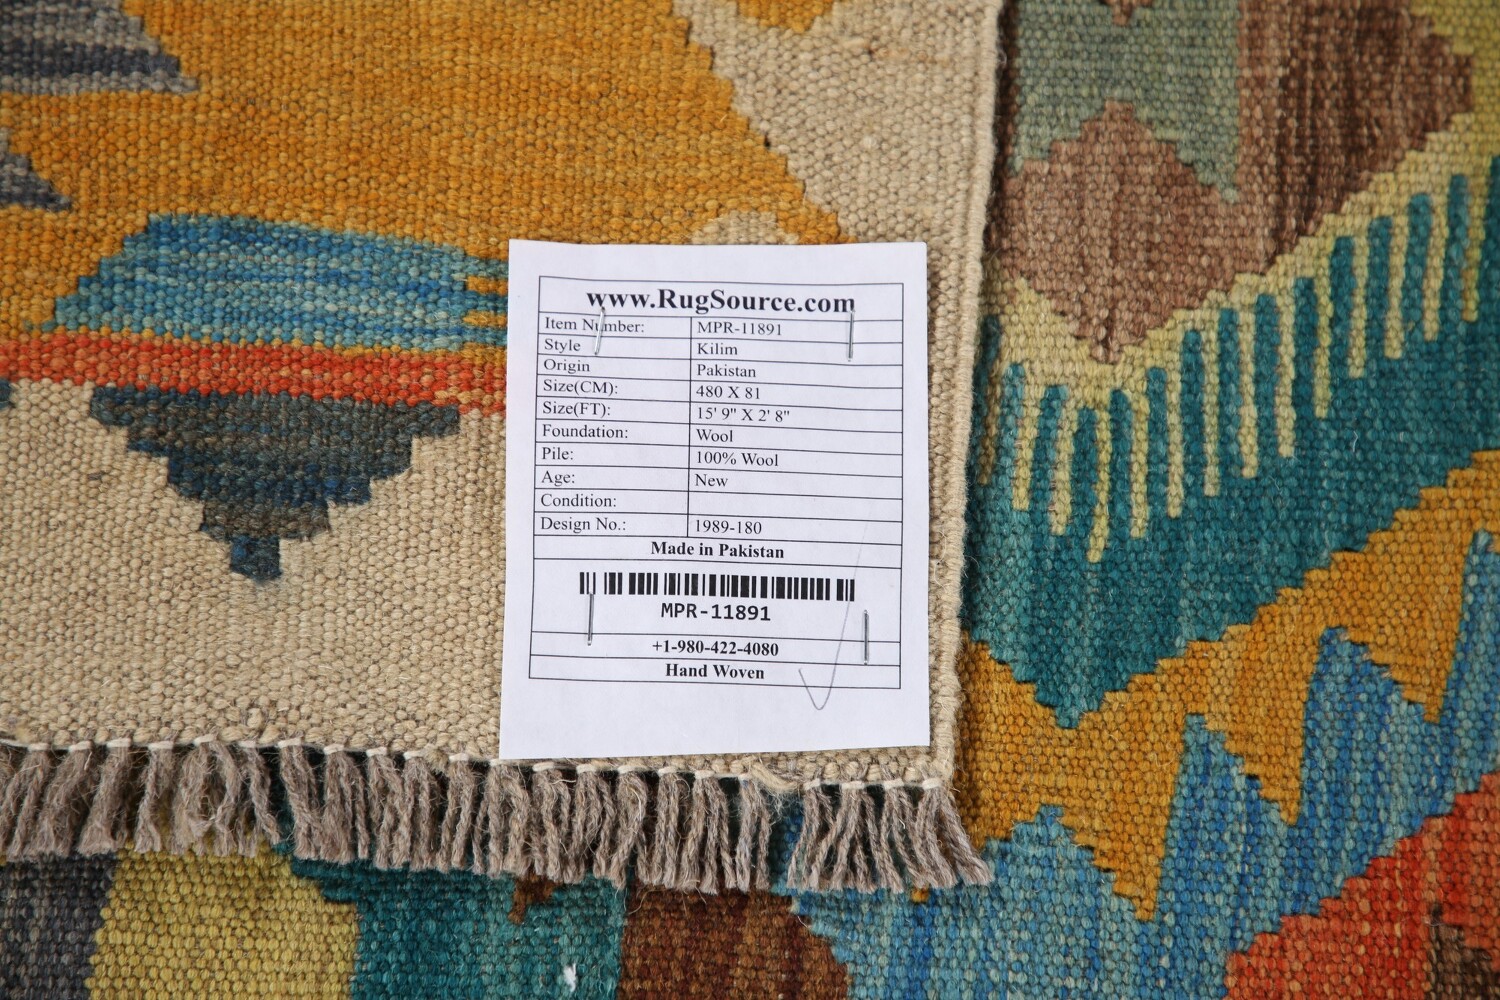 www.RugSource.com
Item Number: MPR-11891
Style Kilim
Origin Pakistan
Size(CM): 480 X 81
Size(FT): 15' 9" X 2' 8"
Foundation: Wool
Pile: 100% Wool
Age: New
Condition:
Design No.: 1989-180
Made in Pakistan
MPR-11891
+1-980-422-4080
Hand Woven